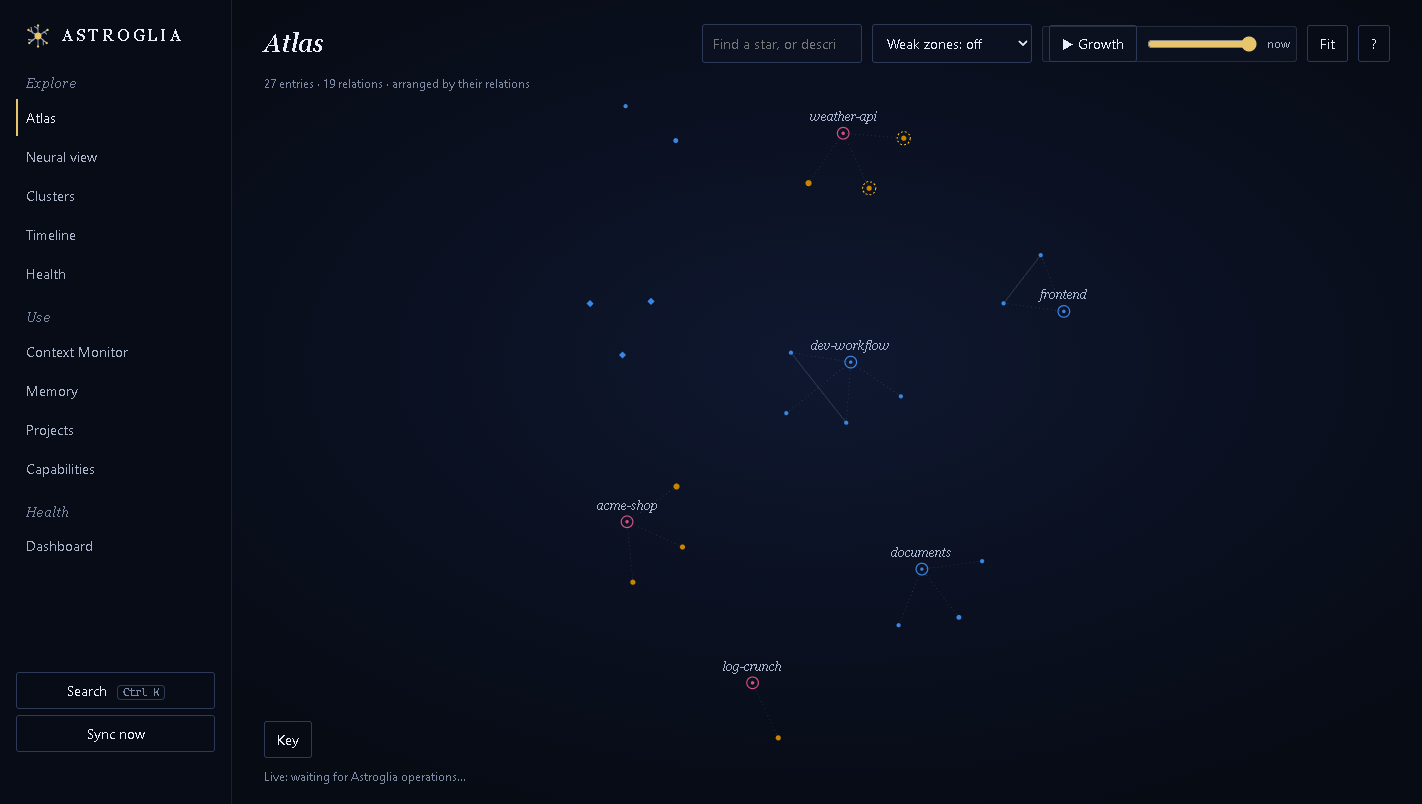 ASTROGLIA
Explore
Atlas
Neural view
Clusters
Timeline
Health
Use
Context Monitor
Memory
Projects
Capabilities
Health
Dashboard
Search Ctrl K
Sync now
Atlas
Find a star, or descri
Weak zones: off
▶ Growth
now
Fit
?
27 entries · 19 relations · arranged by their relations
weather-api
frontend
dev-workflow
acme-shop
documents
log-crunch
Key
Live: waiting for Astroglia operations...